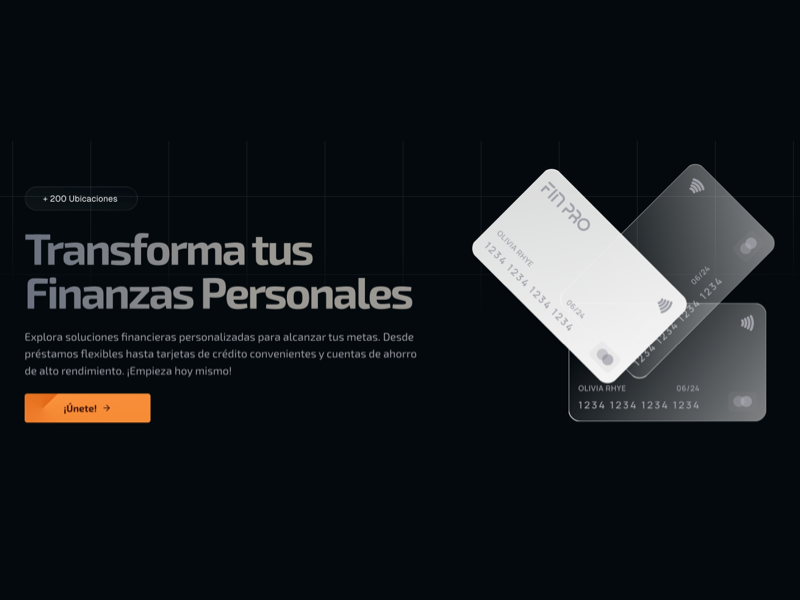 + 200 Ubicaciones
Transforma tus
Finanzas Personales
Explora soluciones financieras personalizadas para alcanzar tus metas. Desde
préstamos flexibles hasta tarjetas de crédito convenientes y cuentas de ahorro
de alto rendimiento. ¡Empieza hoy mismo!
¡Únete! →
FIN PRO
OLIVIA RHYE
06/24
1234 1234 1234 1234
06/24
1234
OLIVIA RHYE
06/24
1234 1234 1234 1234